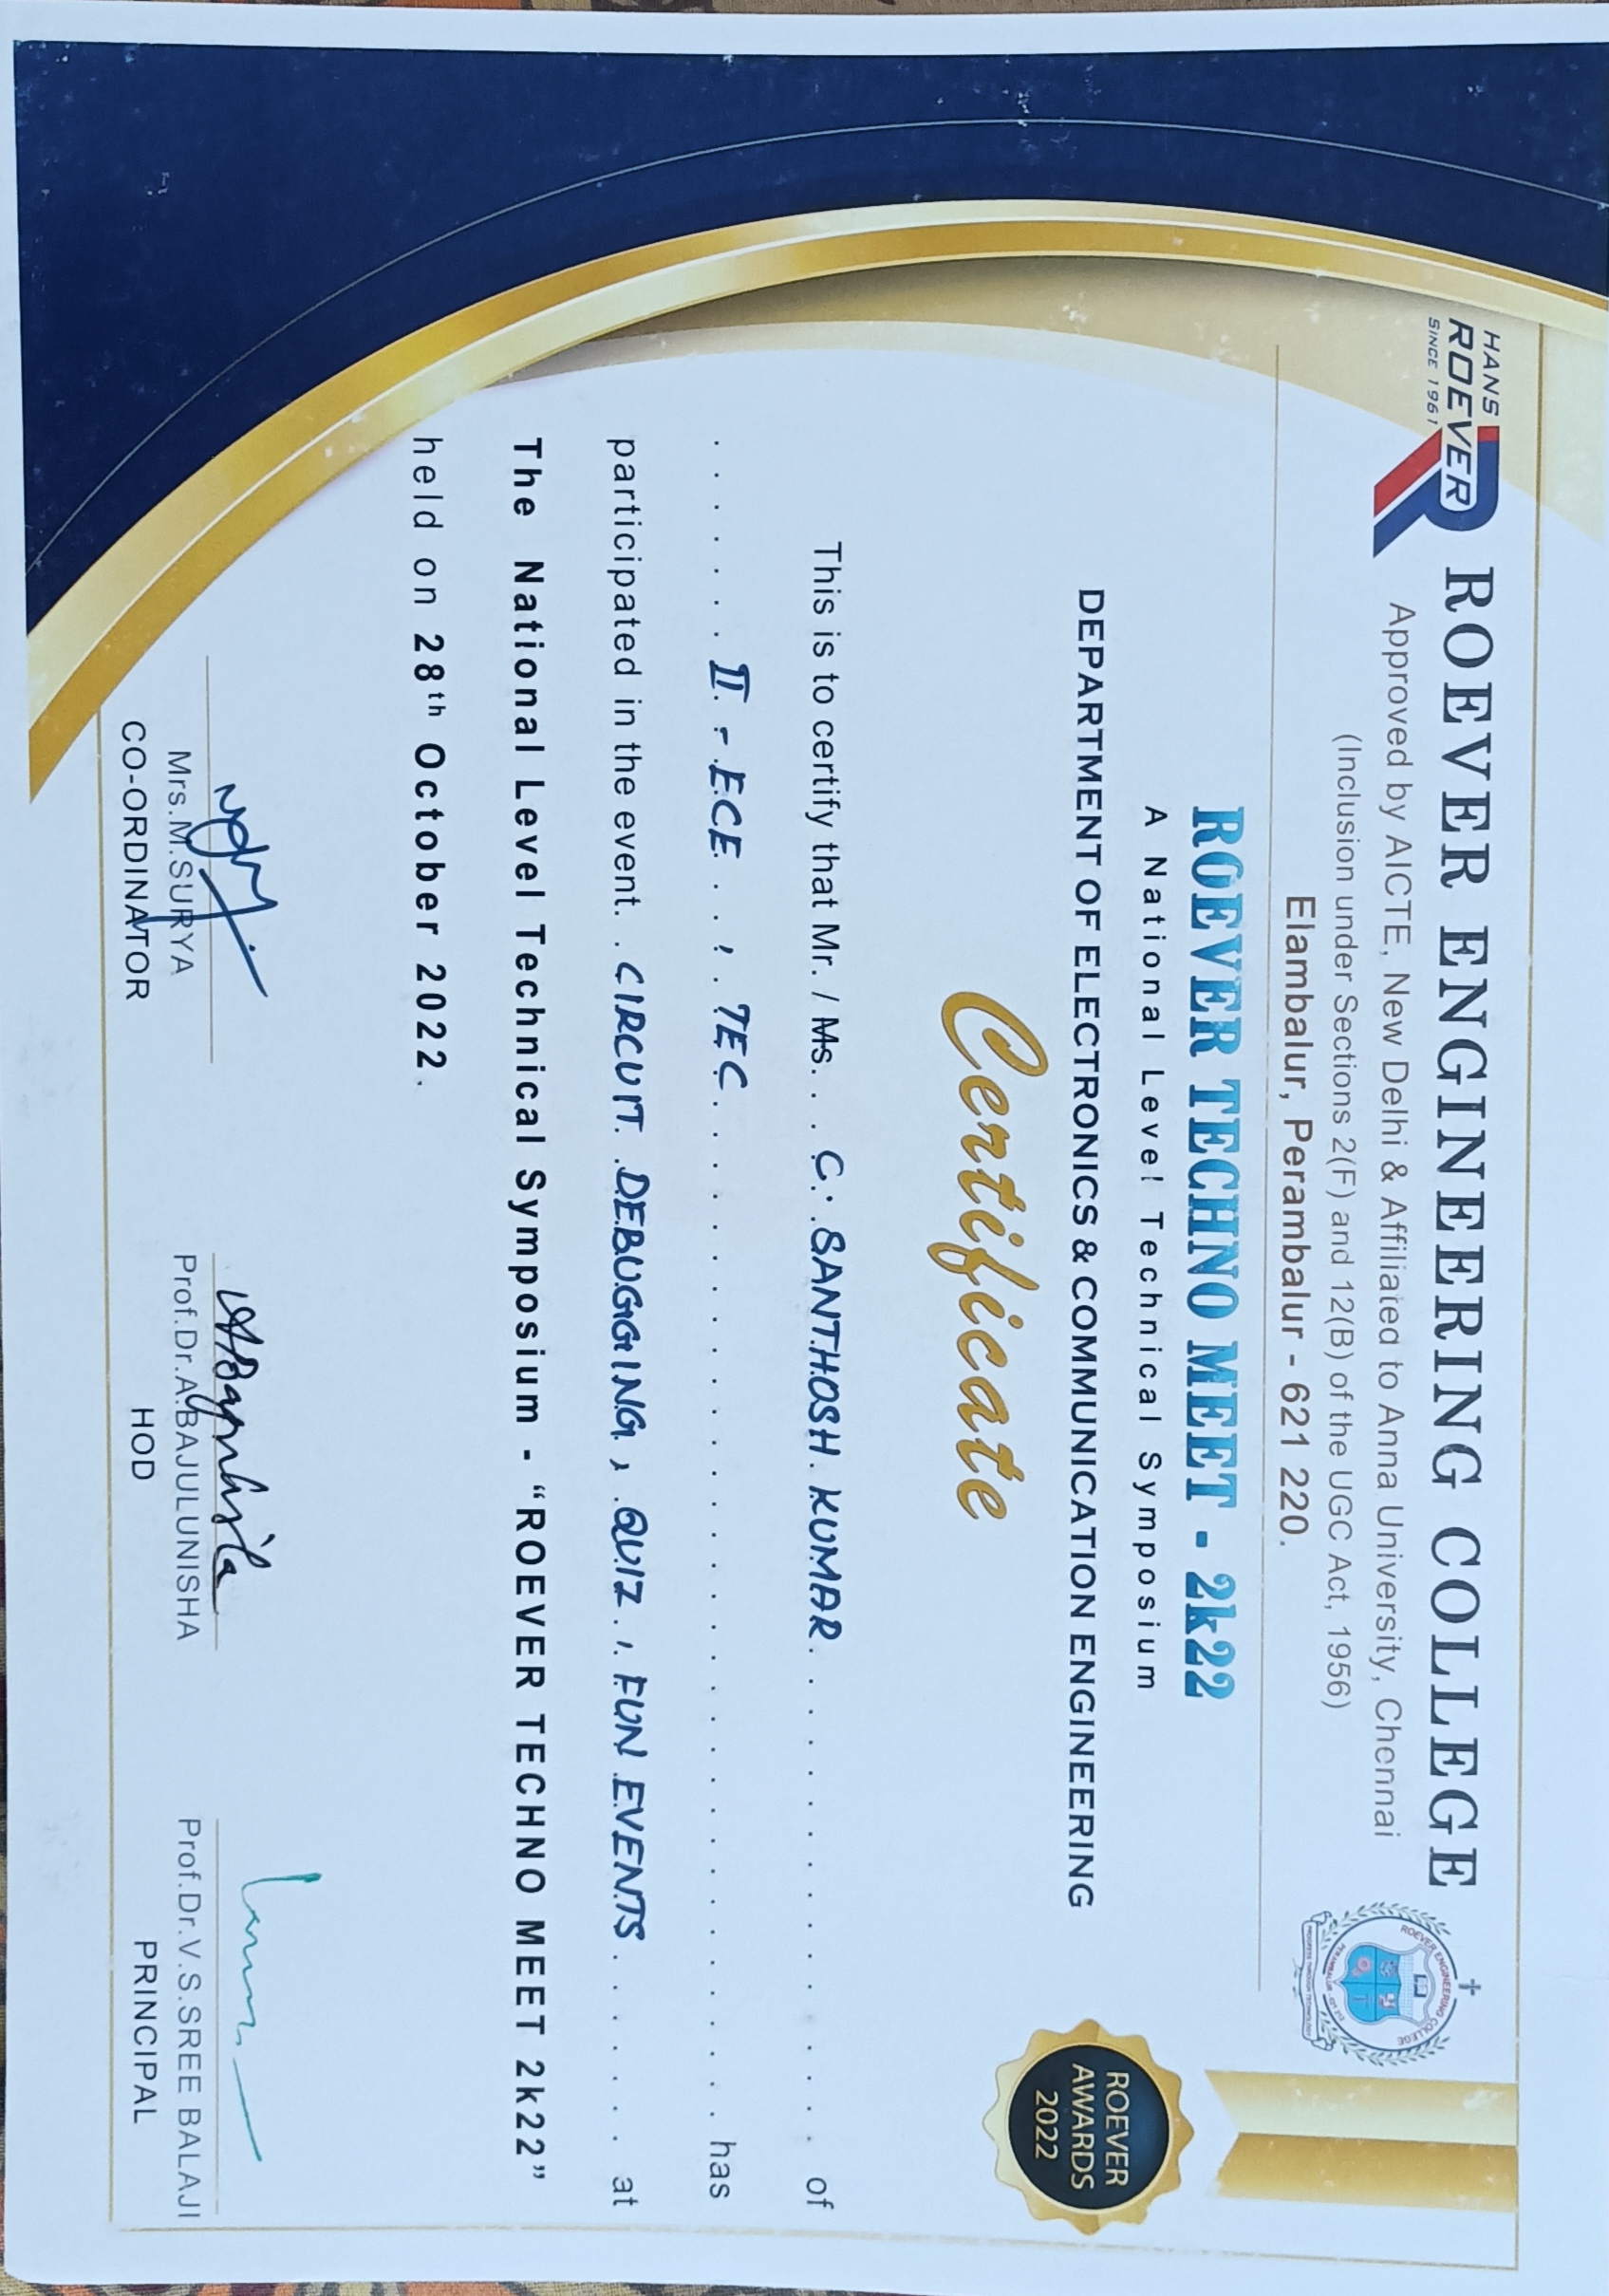 HANS
ROEVER
SINCE 1961
ROEVER ENGINEERING COLLEGE
Approved by AICTE, New Delhi & Affiliated to Anna University, Chennai
(Inclusion under Sections 2(F) and 12(B) of the UGC Act, 1956)
Elambalur, Perambalur - 621 220.
ROEVER ENGINEERING COLLEGE
PERAMBALUR - 621 212
PROGRESS THROUGH TECHNOLOGY
ROEVER TECHNO MEET - 2k22
A National Level Technical Symposium
DEPARTMENT OF ELECTRONICS & COMMUNICATION ENGINEERING
ROEVER
AWARDS
2022
Certificate
This is to certify that Mr. / Ms. . . C. SANTHOSH KUMAR. . . . . . . . . . . . . . . . . of
. . . . . . . II - ECE . . , . TEC. . . . . . . . . . . . . . . . . . . . . . . . . . . . . . . . . . has
participated in the event. . CIRCUIT DEBUGGING, QUIZ, FUN EVENTS . . . . . . . at
The National Level Technical Symposium - “ROEVER TECHNO MEET 2k22”
held on 28th October 2022.
Mrs.M.SURYA
CO-ORDINATOR
Prof.Dr.A.BAJULUNISHA
HOD
Prof.Dr.V.S.SREE BALAJI
PRINCIPAL